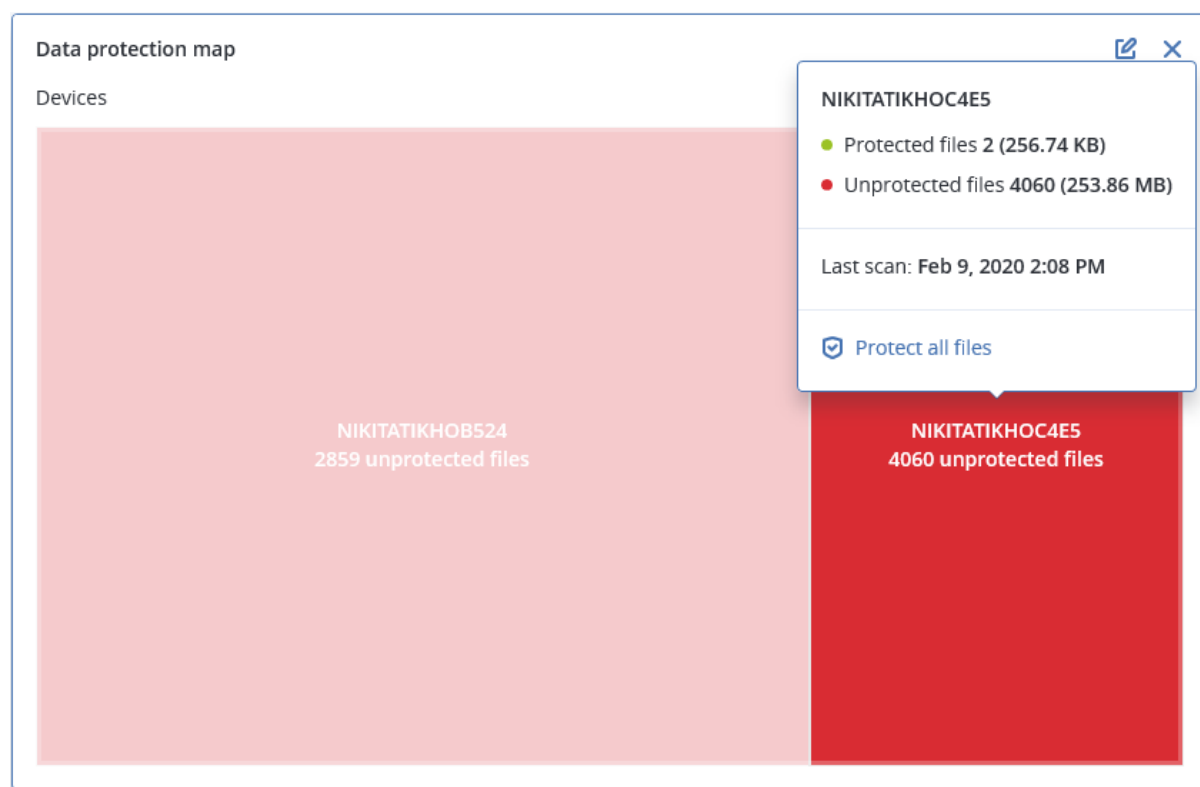 Data protection map
Devices
NIKITATIKHOC4E5
Protected files 2 (256.74 KB)
Unprotected files 4060 (253.86 MB)
Last scan: Feb 9, 2020 2:08 PM
Protect all files
NIKITATIKHOB524
2859 unprotected files
NIKITATIKHOC4E5
4060 unprotected files